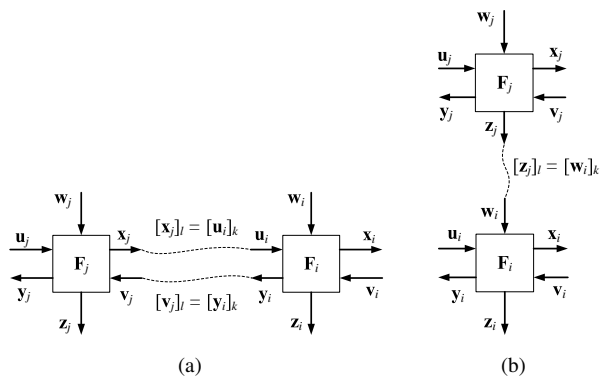 w_j
u_j
x_j
F_j
y_j
v_j
z_j
[z_j]_l = [w_i]_k
w_i
u_i
x_i
F_i
y_i
v_i
z_i
w_j
w_i
[x_j]_l = [u_i]_k
u_j
x_j
u_i
x_i
F_j
F_i
y_j
v_j
y_i
v_i
[v_j]_l = [y_i]_k
z_j
z_i
(a)
(b)